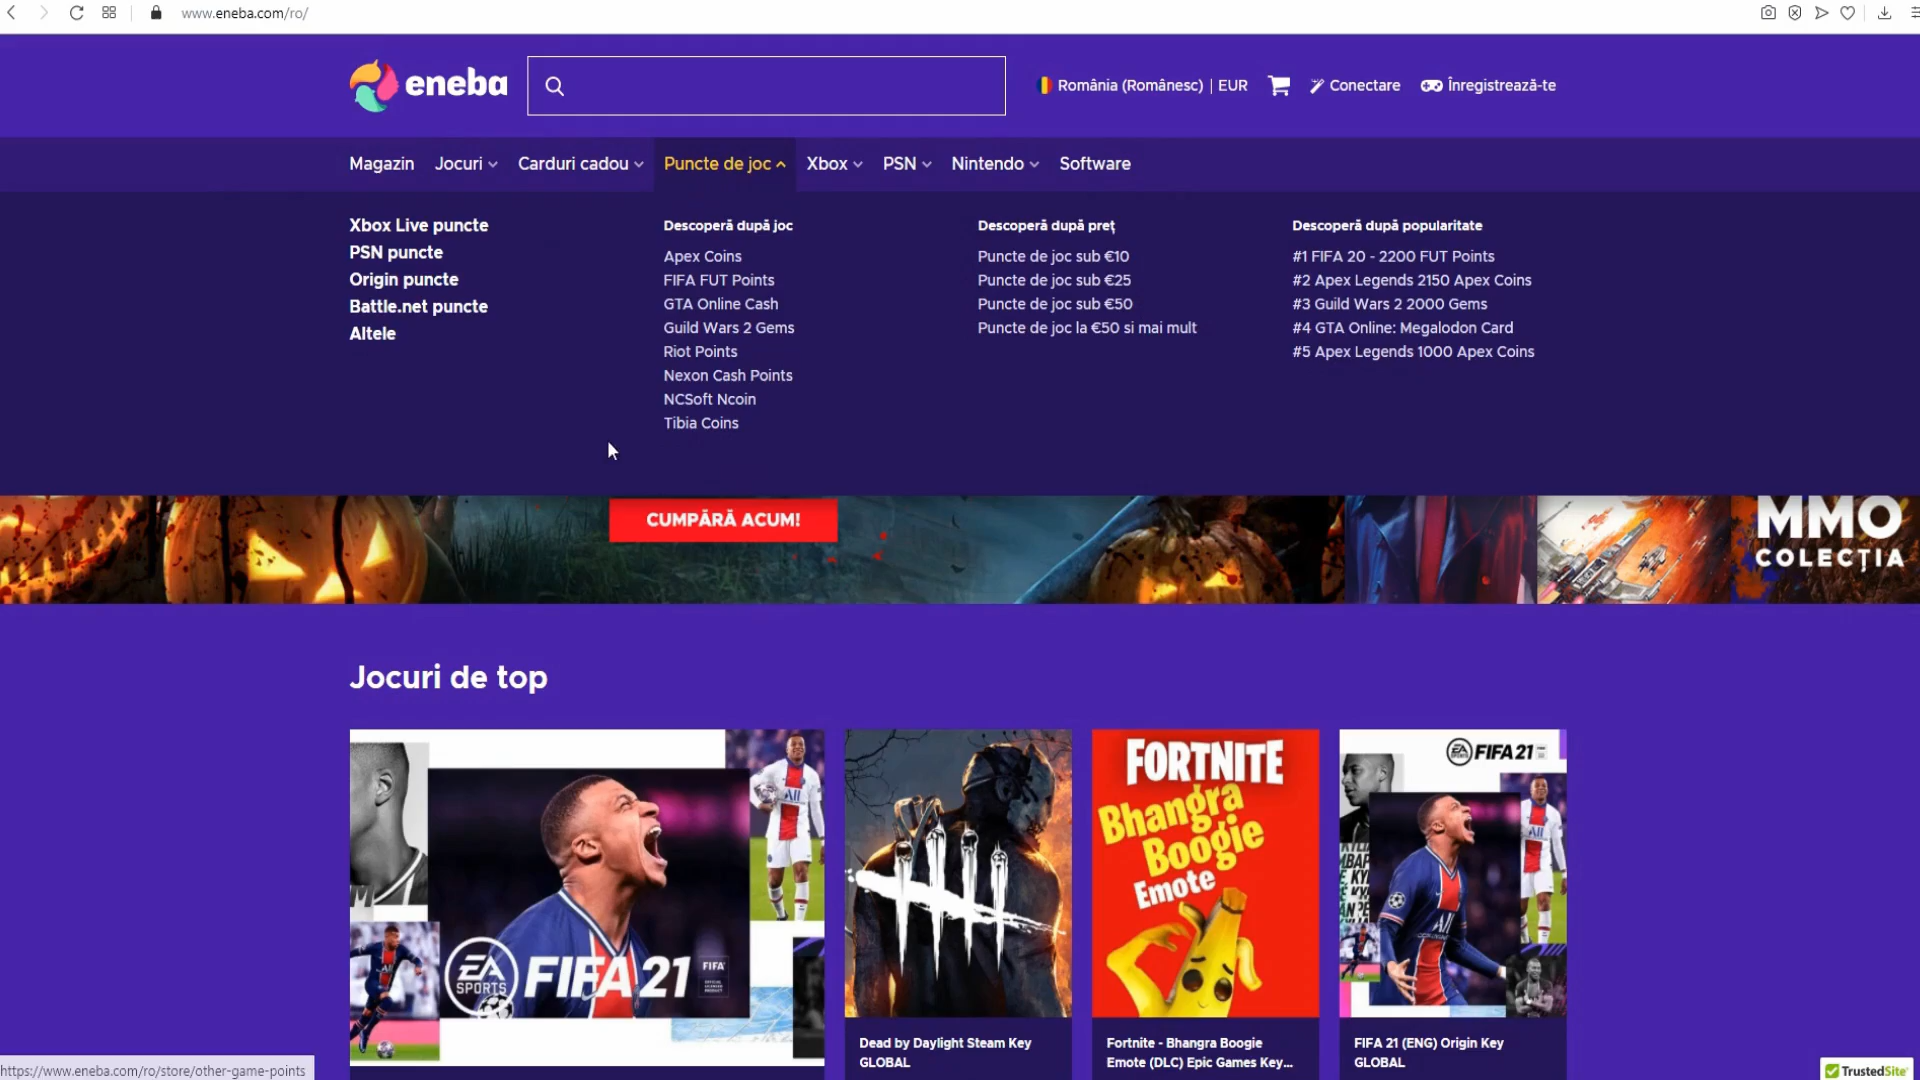 www.eneba.com/ro/
eneba
România (Românesc) | EUR
Conectare
Înregistrează-te
Magazin
Jocuri
Carduri cadou
Puncte de joc
Xbox
PSN
Nintendo
Software
Xbox Live puncte
PSN puncte
Origin puncte
Battle.net puncte
Altele
Descoperă după joc
Apex Coins
FIFA FUT Points
GTA Online Cash
Guild Wars 2 Gems
Riot Points
Nexon Cash Points
NCSoft Ncoin
Tibia Coins
Descoperă după preț
Puncte de joc sub €10
Puncte de joc sub €25
Puncte de joc sub €50
Puncte de joc la €50 si mai mult
Descoperă după popularitate
#1 FIFA 20 - 2200 FUT Points
#2 Apex Legends 2150 Apex Coins
#3 Guild Wars 2 2000 Gems
#4 GTA Online: Megalodon Card
#5 Apex Legends 1000 Apex Coins
CUMPĂRĂ ACUM!
MMO
COLECȚIA
Jocuri de top
EA
SPORTS
FIFA 21
FIFA
FORTNITE
Bhangra
Boogie
Emote
EA
FIFA 21
Dead by Daylight Steam Key
GLOBAL
Fortnite - Bhangra Boogie
Emote (DLC) Epic Games Key...
FIFA 21 (ENG) Origin Key
GLOBAL
https://www.eneba.com/ro/store/other-game-points
TrustedSite